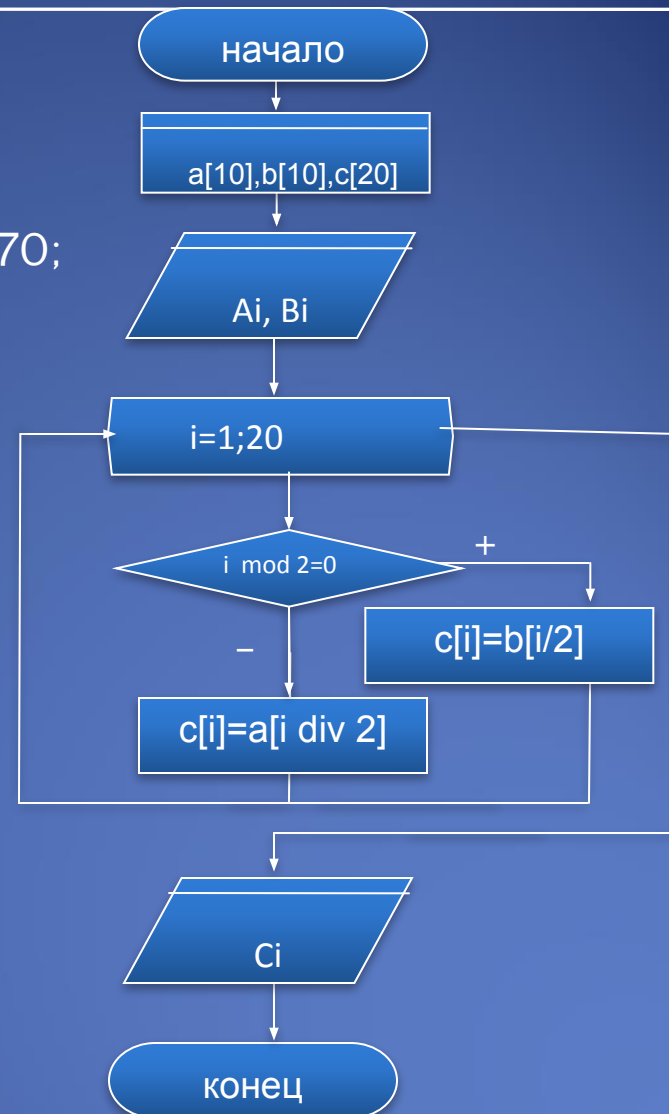 начало
a[10],b[10],c[20]
70;
Ai, Bi
i=1;20
i mod 2=0
+
c[i]=b[i/2]
–
c[i]=a[i div 2]
Ci
конец